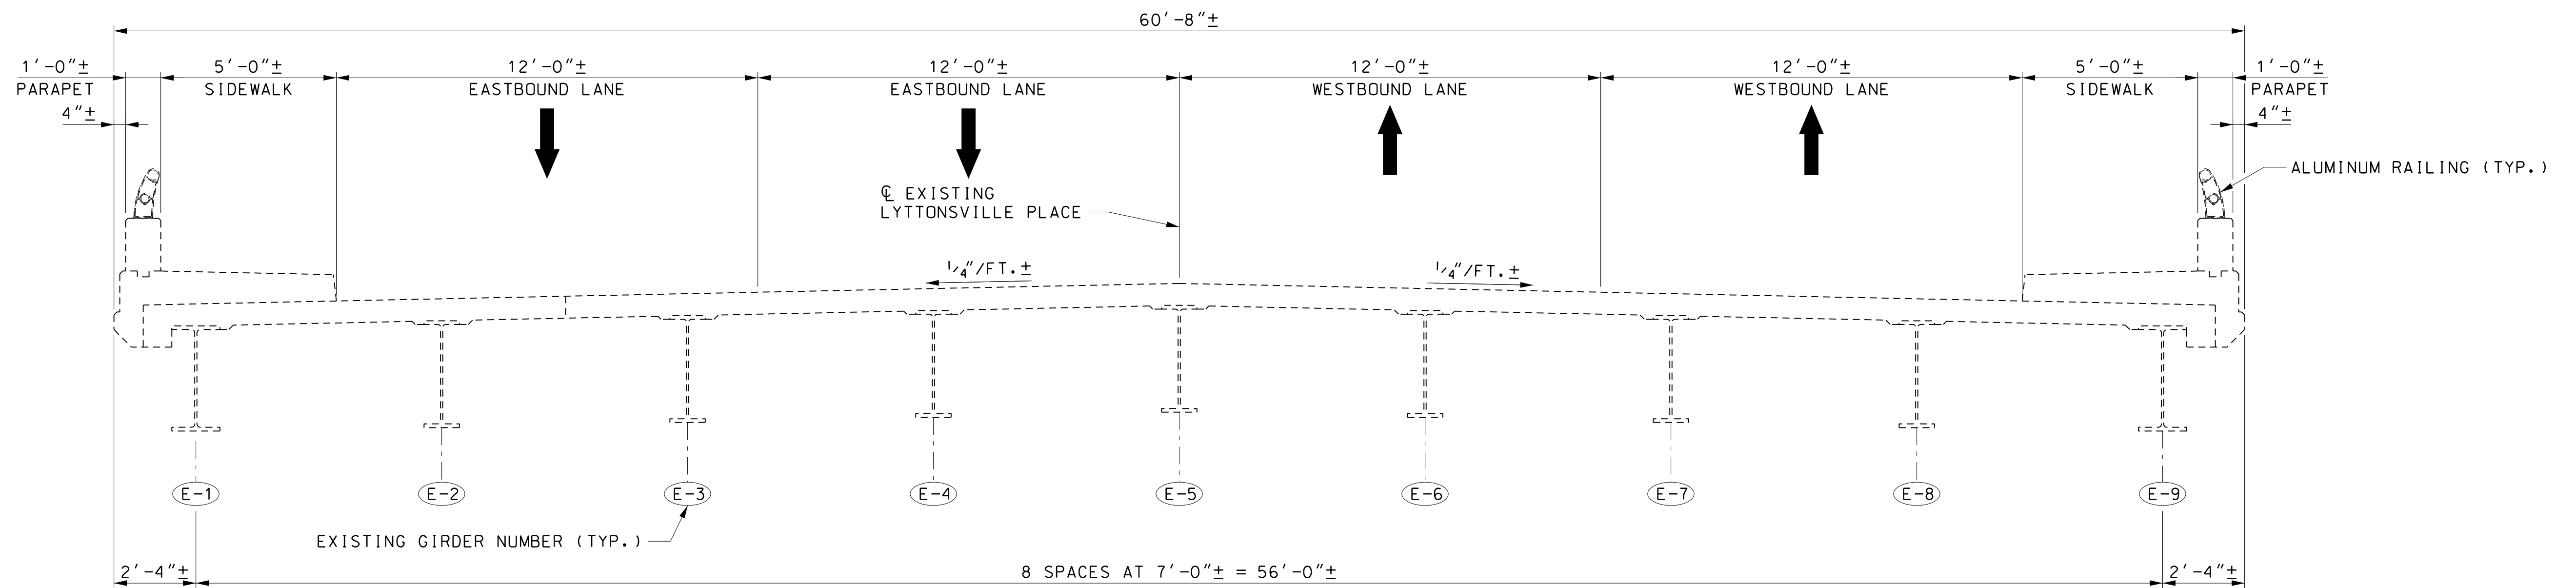 60'-8"±
1'-0"±
PARAPET
5'-0"±
SIDEWALK
12'-0"±
EASTBOUND LANE
12'-0"±
EASTBOUND LANE
12'-0"±
WESTBOUND LANE
12'-0"±
WESTBOUND LANE
5'-0"±
SIDEWALK
1'-0"±
PARAPET
4"±
4"±
ALUMINUM RAILING (TYP.)
℄ EXISTING
LYTTONSVILLE PLACE
1/4"/FT.±
1/4"/FT.±
E-1
E-2
E-3
E-4
E-5
E-6
E-7
E-8
E-9
EXISTING GIRDER NUMBER (TYP.)
2'-4"±
8 SPACES AT 7'-0"± = 56'-0"±
2'-4"±